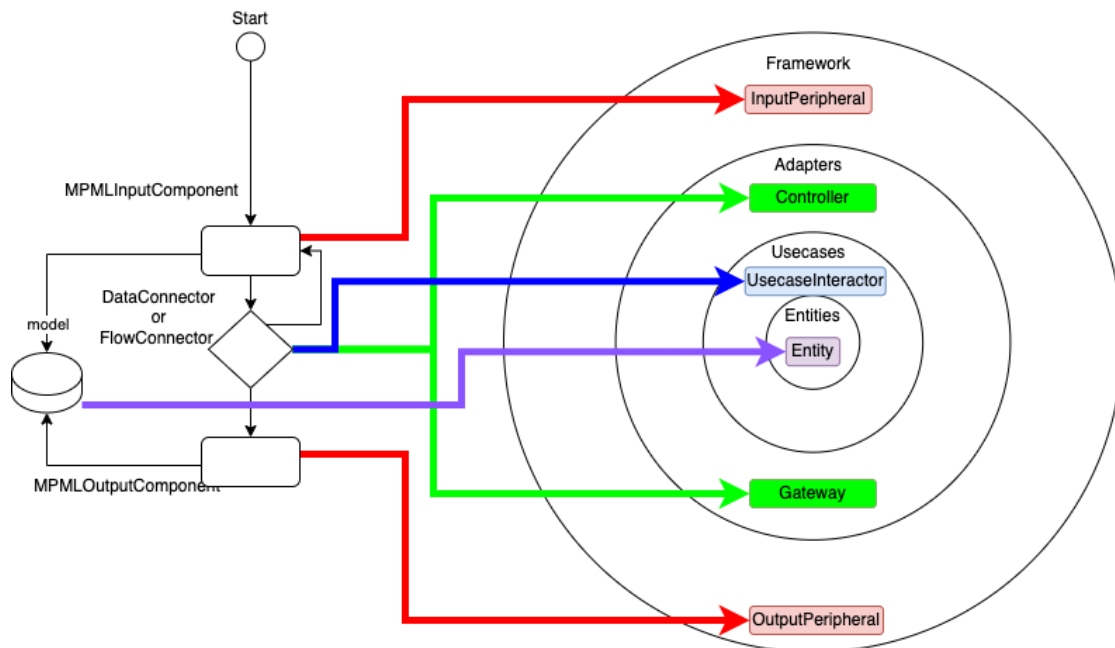 Start
Framework
InputPeripheral
Adapters
MPMLInputComponent
Controller
Usecases
UsecaseInteractor
DataConnector
or
FlowConnector
Entities
model
Entity
MPMLOutputComponent
Gateway
OutputPeripheral